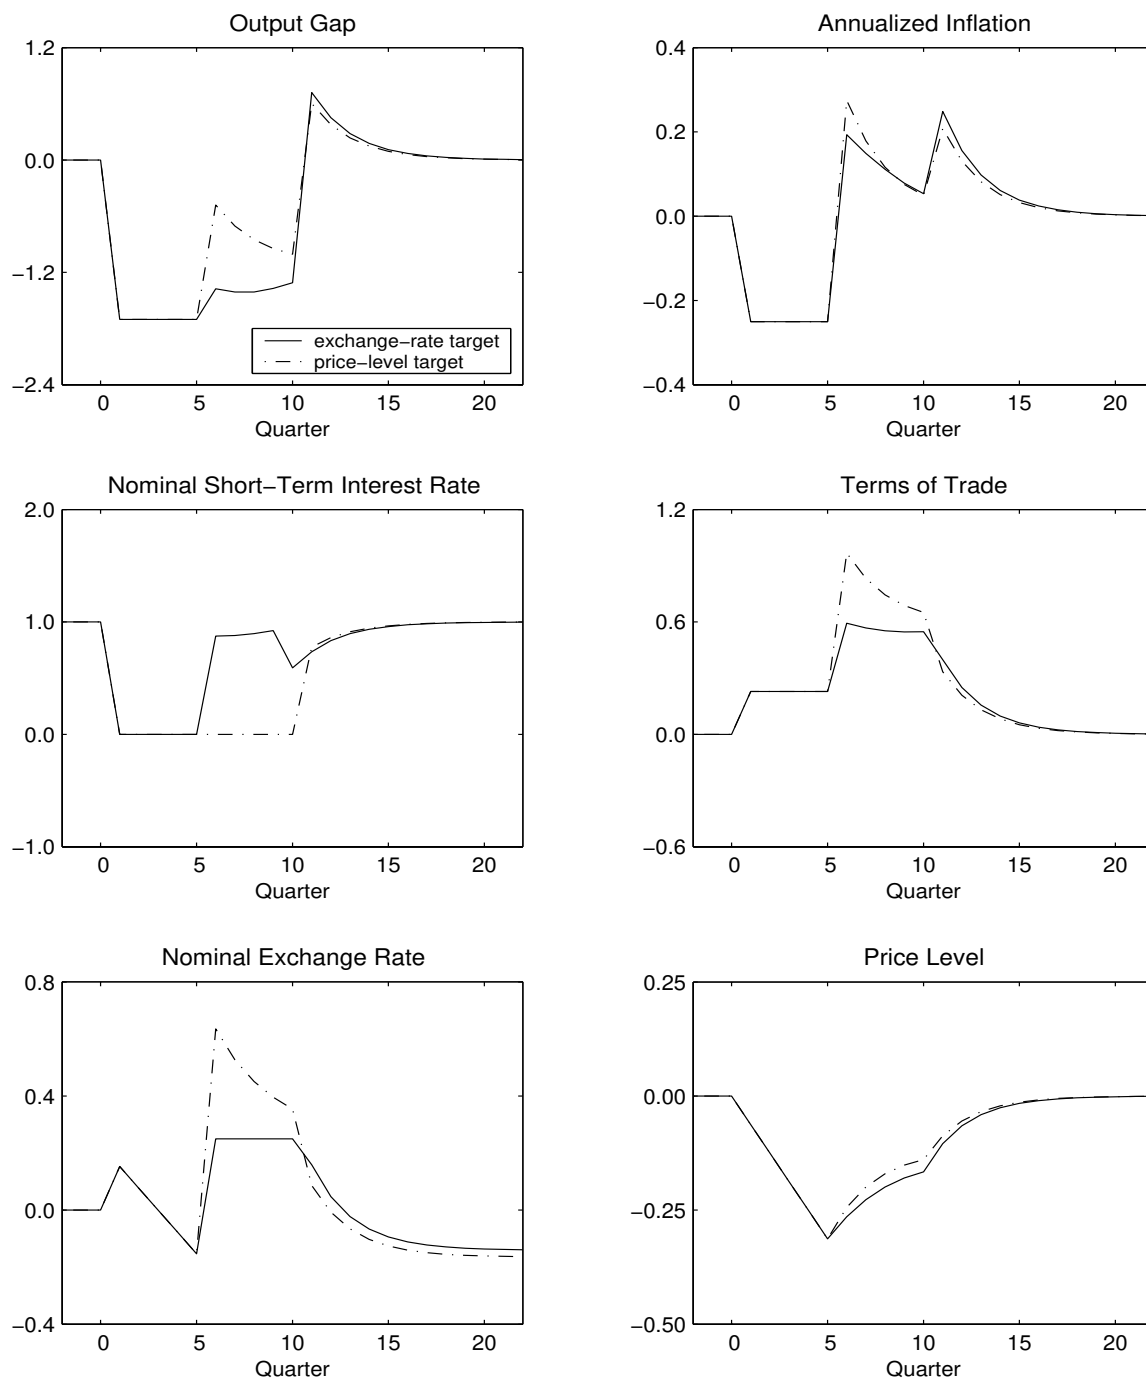 Output Gap
1.2
0.0
−1.2
−2.4
exchange−rate target
price−level target
0 5 10 15 20
Quarter
Annualized Inflation
0.4
0.2
0.0
−0.2
−0.4
0 5 10 15 20
Quarter
Nominal Short−Term Interest Rate
2.0
1.0
0.0
−1.0
0 5 10 15 20
Quarter
Terms of Trade
1.2
0.6
0.0
−0.6
0 5 10 15 20
Quarter
Nominal Exchange Rate
0.8
0.4
0.0
−0.4
0 5 10 15 20
Quarter
Price Level
0.25
0.00
−0.25
−0.50
0 5 10 15 20
Quarter